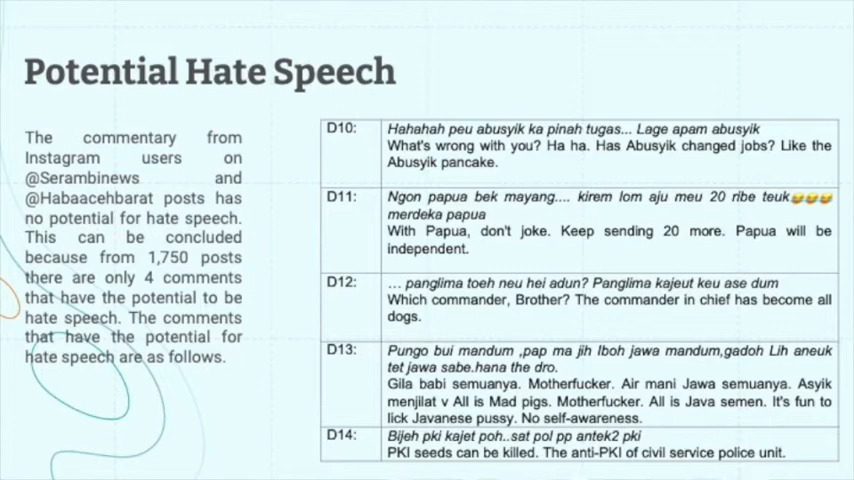 Potential Hate Speech
The commentary from
Instagram users on
@Serambinews and
@Habaacehbarat posts has
no potential for hate speech.
This can be concluded
because from 1,750 posts
there are only 4 comments
that have the potential to be
hate speech. The comments
that have the potential for
hate speech are as follows.
D10: Hahahah peu abusyik ka pinah tugas... Lage apam abusyik
What's wrong with you? Ha ha. Has Abusyik changed jobs? Like the
Abusyik pancake.
D11: Ngon papua bek mayang.... kirem lom aju meu 20 ribe teuk🤣🤣🤣
merdeka papua
With Papua, don't joke. Keep sending 20 more. Papua will be
independent.
D12: ... panglima toeh neu hei adun? Panglima kajeut keu ase dum
Which commander, Brother? The commander in chief has become all
dogs.
D13: Pungo bui mandum ,pap ma jih Iboh jawa mandum,gadoh Lih aneuk
tet jawa sabe.hana the dro.
Gila babi semuanya. Motherfucker. Air mani Jawa semuanya. Asyik
menjilat v All is Mad pigs. Motherfucker. All is Java semen. It's fun to
lick Javanese pussy. No self-awareness.
D14: Bijeh pki kajet poh..sat pol pp antek2 pki
PKI seeds can be killed. The anti-PKI of civil service police unit.